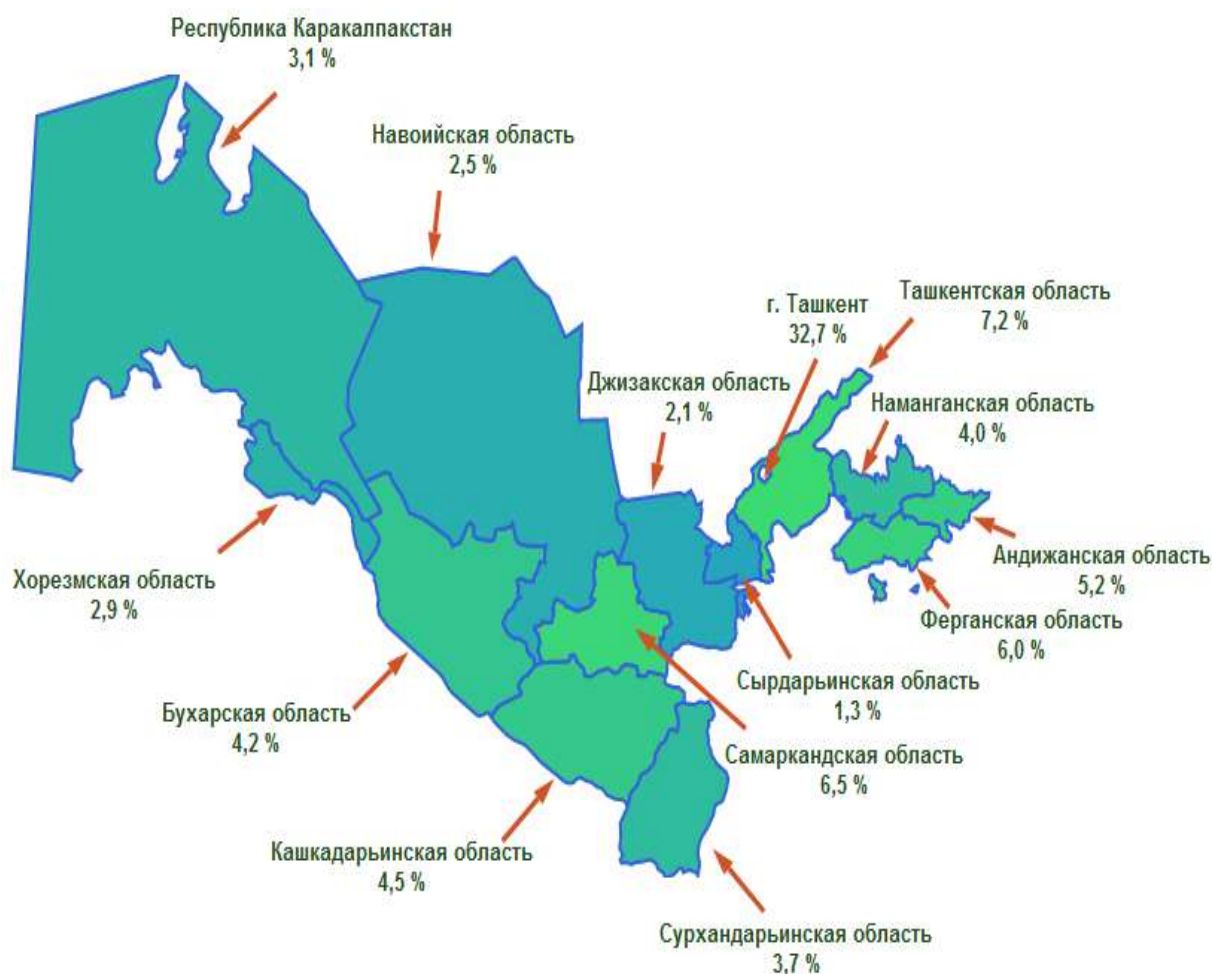 Республика Каракалпакстан
3,1 %
Навоийская область
2,5 %
Ташкентская область
7,2 %
г. Ташкент
32,7 %
Джизакская область
2,1 %
Наманганская область
4,0 %
Андижанская область
5,2 %
Хорезмская область
2,9 %
Ферганская область
6,0 %
Сырдарьинская область
1,3 %
Бухарская область
4,2 %
Самаркандская область
6,5 %
Кашкадарьинская область
4,5 %
Сурхандарьинская область
3,7 %